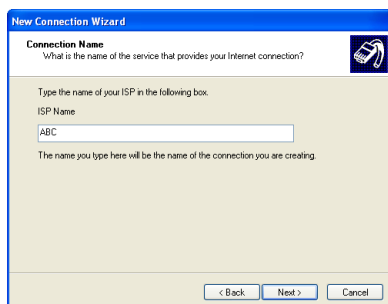 New Connection Wizard
Connection Name
What is the name of the service that provides your Internet connection?
Type the name of your ISP in the following box.
ISP Name
ABC
The name you type here will be the name of the connection you are creating.
< Back
Next >
Cancel